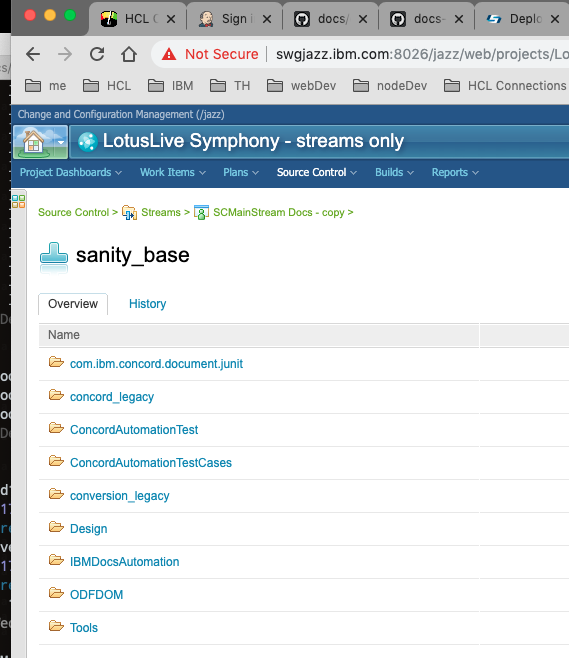 HCL C
Sign i
docs/
docs-
Deplo
Not Secure | swgjazz.ibm.com:8026/jazz/web/projects/Lo
me HCL IBM TH webDev nodeDev HCL Connections
Change and Configuration Management (/jazz)
LotusLive Symphony - streams only
Project Dashboards Work Items Plans Source Control Builds Reports
Source Control > Streams > SCMainStream Docs - copy >
sanity_base
Overview History
Name
com.ibm.concord.document.junit
concord_legacy
ConcordAutomationTest
ConcordAutomationTestCases
conversion_legacy
Design
IBMDocsAutomation
ODFDOM
Tools